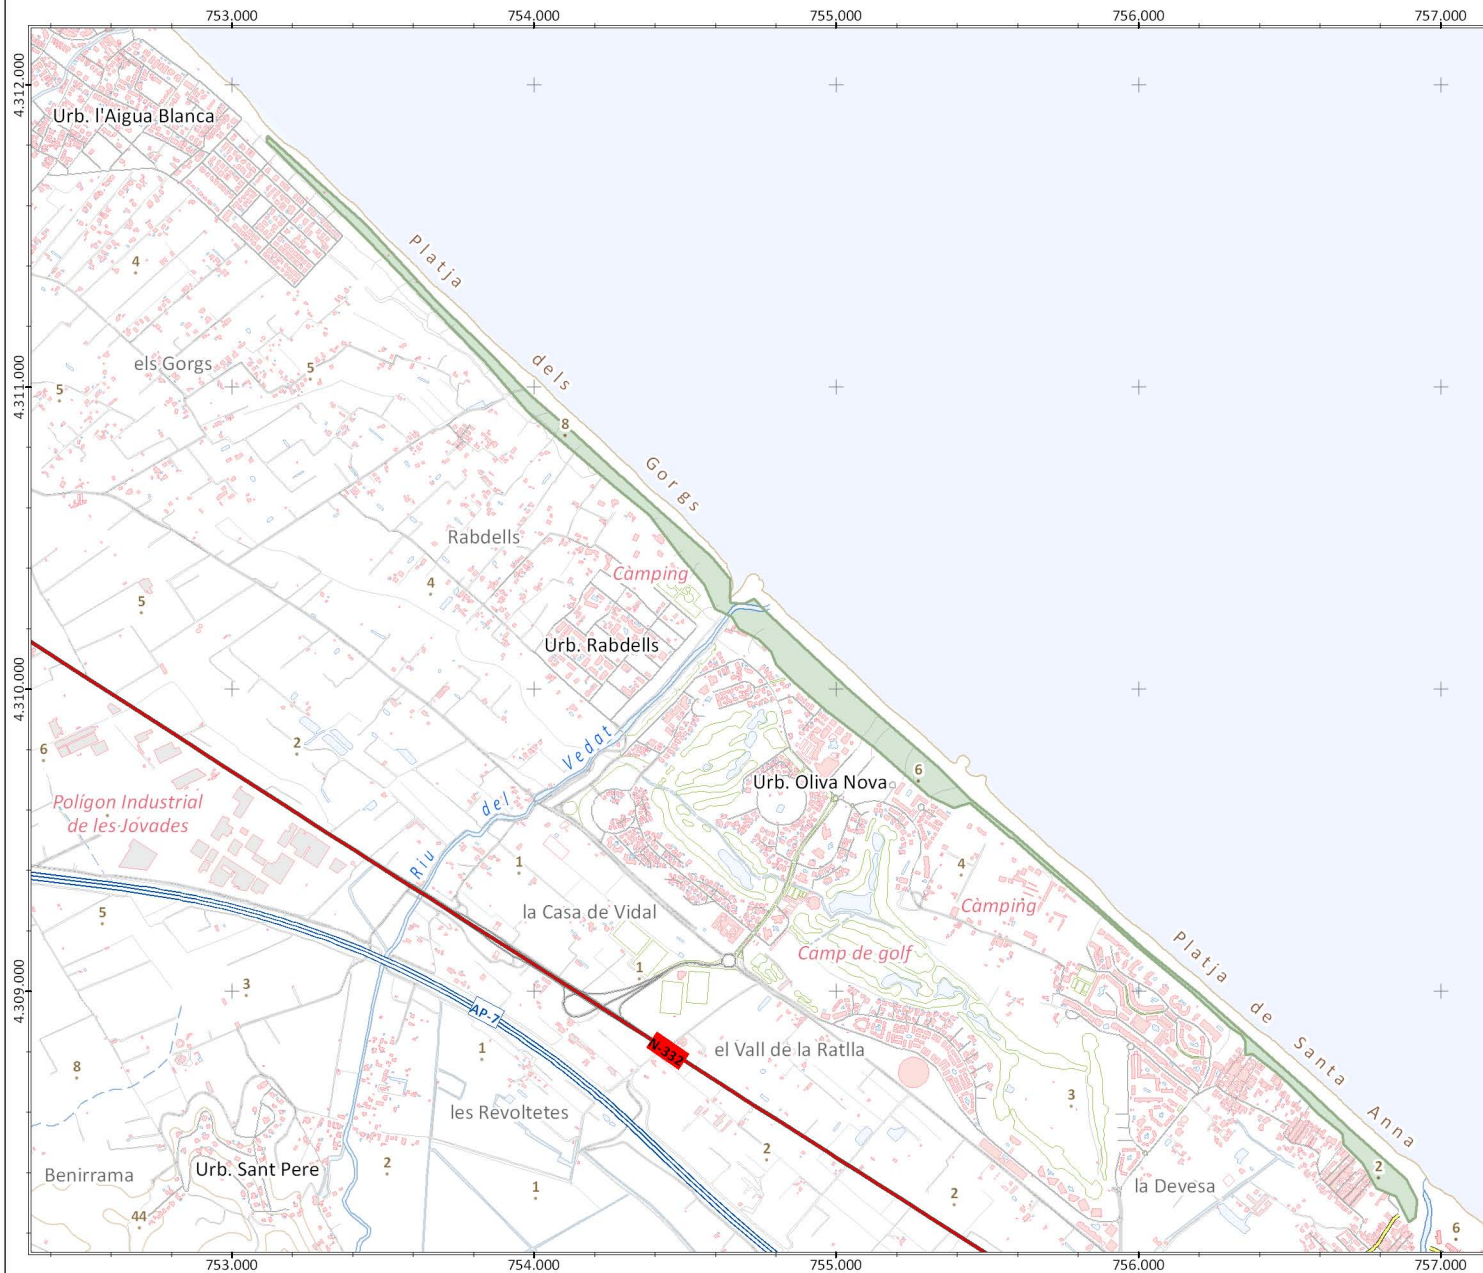 753.000 754.000 755.000 756.000 757.000
4.312.000
Urb. l'Aigua Blanca
Platja
4
els Gorgs
5
5
dels
4.311.000
8
Gorgs
Rabdells
Càmping
4
5
Urb. Rabdells
4.310.000
Vedat
2
6
6
Urb. Oliva Nova
Polígon Industrial
de les Jovades
del
Riu
1
4
Càmping
5
la Casa de Vidal
Camp de golf
Platja
1
3
4.309.000
de
AP-7
1
N-332
el Vall de la Ratlla
Santa
8
3
les Revoltetes
Anna
2
Benirrama
Urb. Sant Pere
2
2
1
2
la Devesa
44
6
753.000 754.000 755.000 756.000 757.000